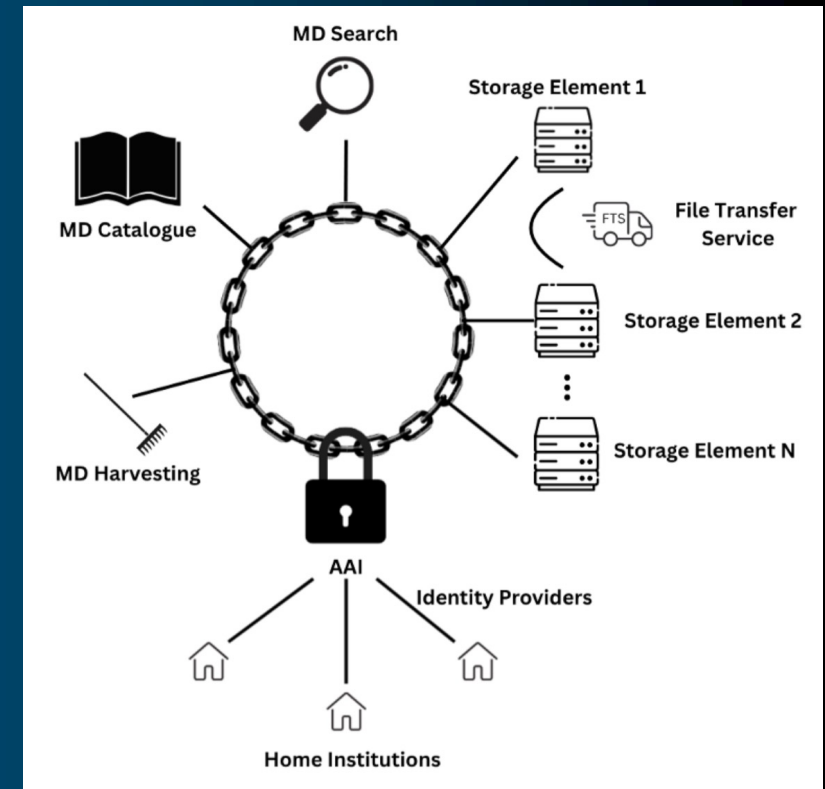 MD Search
Storage Element 1
MD Catalogue
FTS
File Transfer
Service
Storage Element 2
Storage Element N
MD Harvesting
AAI
Identity Providers
Home Institutions